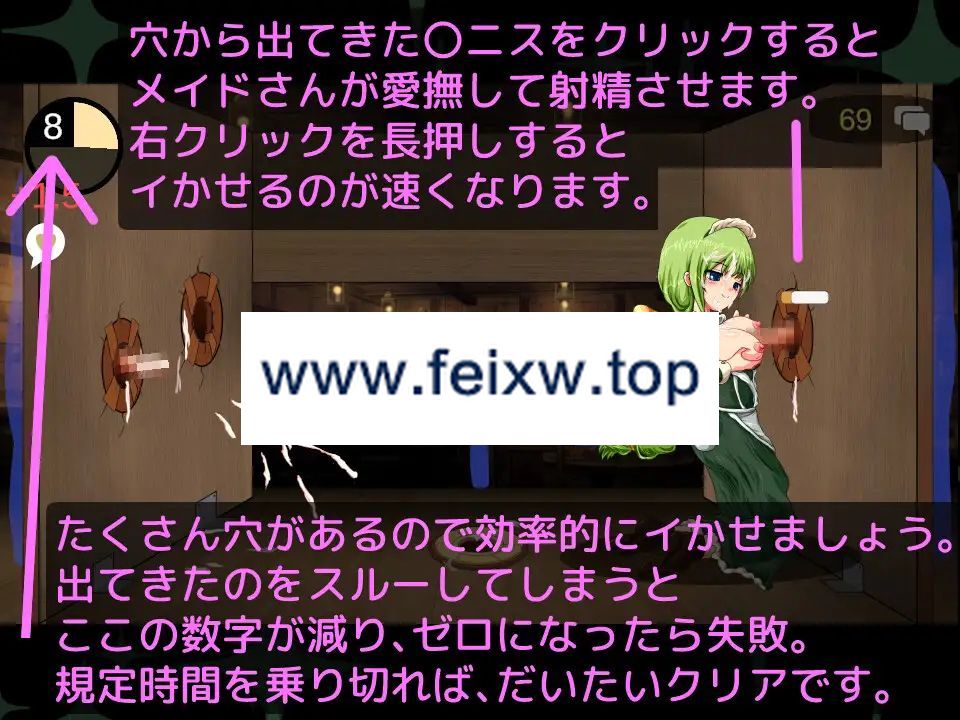 穴から出てきた〇ニスをクリックすると
メイドさんが愛撫して射精させます。
右クリックを長押しすると
イかせるのが速くなります。
8
69
1.5
www.feixw.top
たくさん穴があるので効率的にイかせましょう。
出てきたのをスルーしてしまうと
ここの数字が減り、ゼロになったら失敗。
規定時間を乗り切れば、だいたいクリアです。